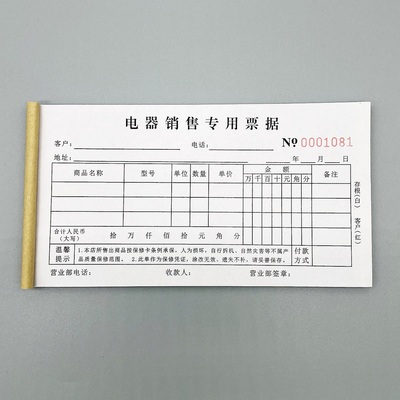 电器销售专用票据
客户： 电话： No 0001081
地址： 年 月 日
商品名称 型号 单位 数量 单价 金额 备注
万 千 百 十 元 角 分
合计人民币（大写） 拾 万 仟 佰 拾 元 角 分
温馨提示 1.本店所售出商品按保修卡条例承保，人为损坏，自行拆机、自然灾害等不属产
品质量保修范围。 2.此单作为保修凭证，涂改无效，遗失不补，请妥善保存。
付款方式
营业部电话： 收款人： 营业部签章：
存根(白) 客户(红)